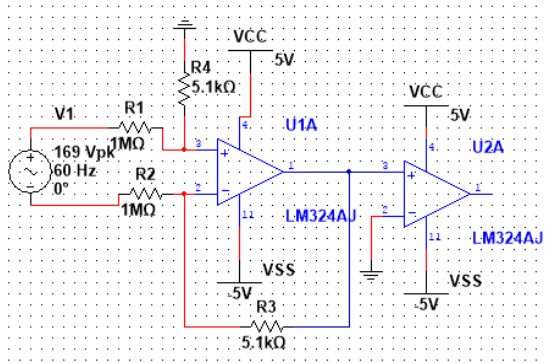 VCC
5V
R4
5.1kΩ
V1
R1
1MΩ
4
U1A
3
1
2
11
LM324AJ
169 Vpk
60 Hz
0°
R2
1MΩ
VSS
-5V
R3
5.1kΩ
VCC
5V
4
U2A
3
1
2
11
LM324AJ
VSS
-5V